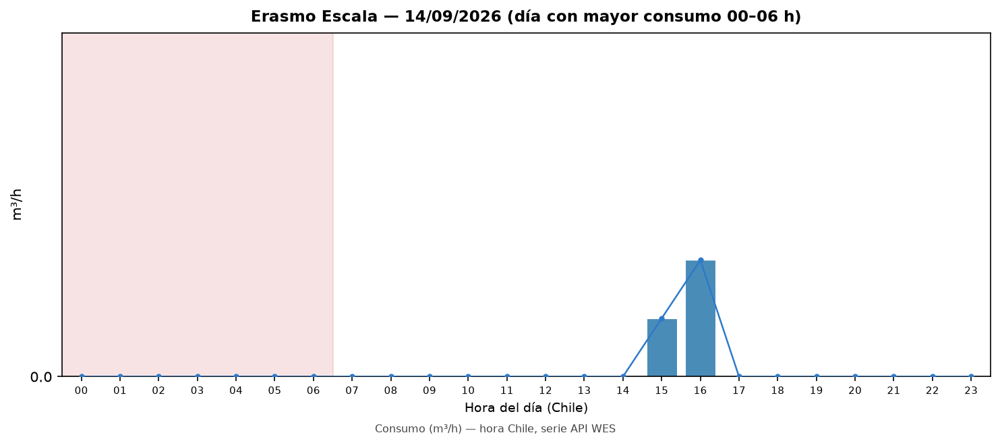 Erasmo Escala — 14/09/2026 (día con mayor consumo 00–06 h)
m³/h
0.0
00 01 02 03 04 05 06 07 08 09 10 11 12 13 14 15 16 17 18 19 20 21 22 23
Hora del día (Chile)
Consumo (m³/h) — hora Chile, serie API WES